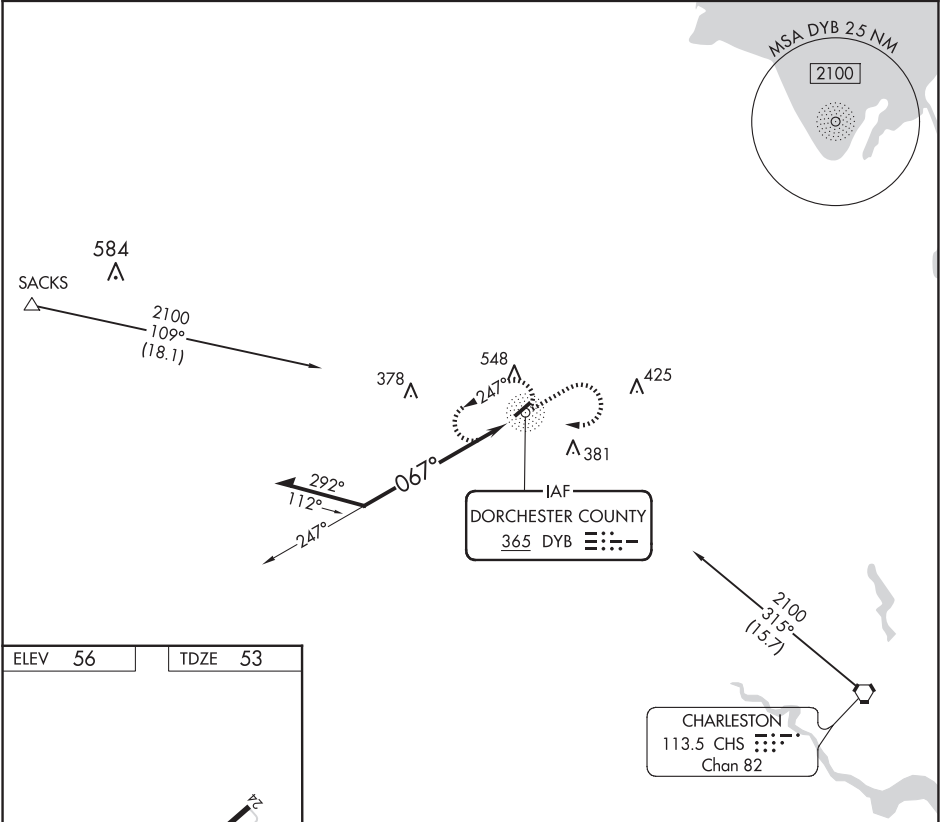 MSA DYB 25 NM
2100
584
SACKS
2100
109°
(18.1)
548
378
425
247°
381
067°
292°
112°
247°
IAF
DORCHESTER COUNTY
365 DYB
2100
315°
(15.7)
ELEV 56
TDZE 53
CHARLESTON
113.5 CHS
Chan 82
24